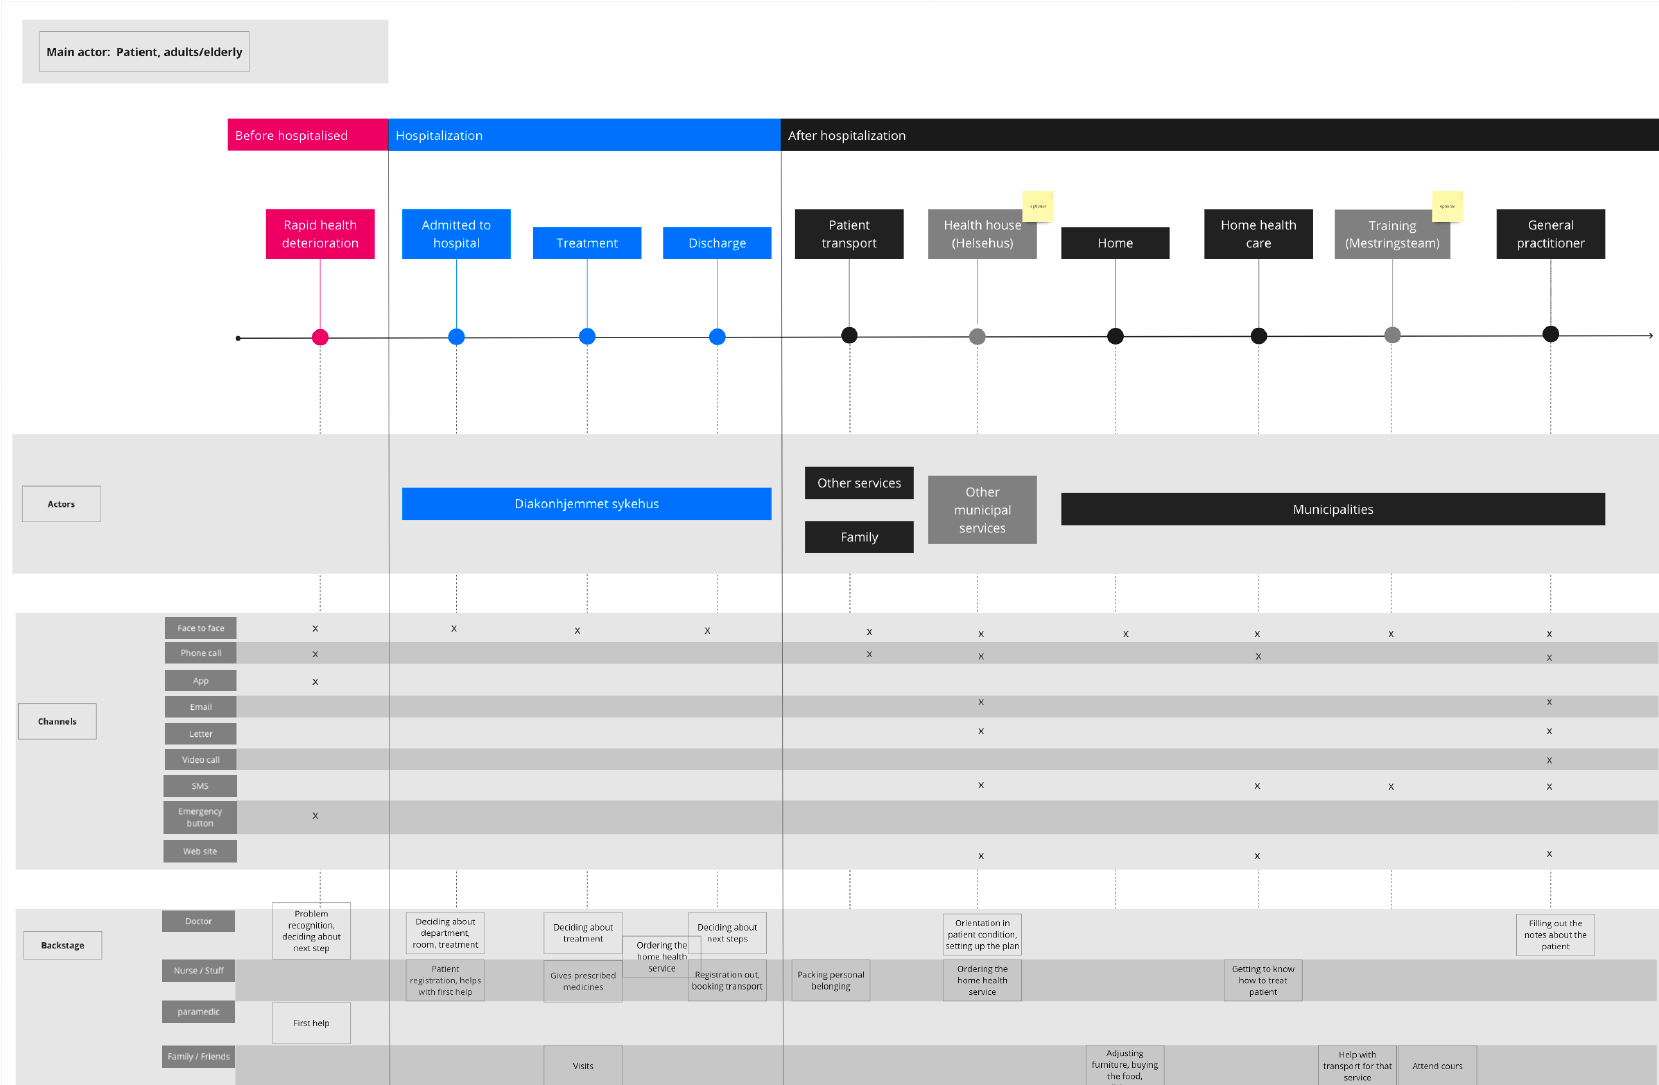 Main actor:  Patient, adults/elderly
Before hospitalised
Hospitalization
After hospitalization
Rapid health
deterioration
Admitted to
hospital
Treatment
Discharge
Patient
transport
Health house
(Helsehus)
optional
Home
Home health
care
Training
(Mestringsteam)
optional
General
practitioner
Actors
Diakonhjemmet sykehus
Other services
Family
Other
municipal
services
Municipalities
Channels
Face to face
x x x x x x x x x x
Phone call
x x x x x
App
x
Email
x x
Letter
x x
Video call
x
SMS
x x x x
Emergency
button
x
Web site
x x x
Backstage
Doctor
Problem
recognition,
deciding about
next step
Deciding about
department,
room, treatment
Deciding about
treatment
Ordering the
home health
service
Deciding about
next steps
Orientation in
patient condition,
setting up the plan
Filling out the
notes about the
patient
Nurse / Stuff
Patient
registration, helps
with first help
Gives prescribed
medicines
Registration out,
booking transport
Packing personal
belonging
Ordering the
home health
service
Getting to know
how to treat
patient
paramedic
First help
Family / Friends
Visits
Adjusting
furniture, buying
the food,
Help with
transport for that
service
Attend cours